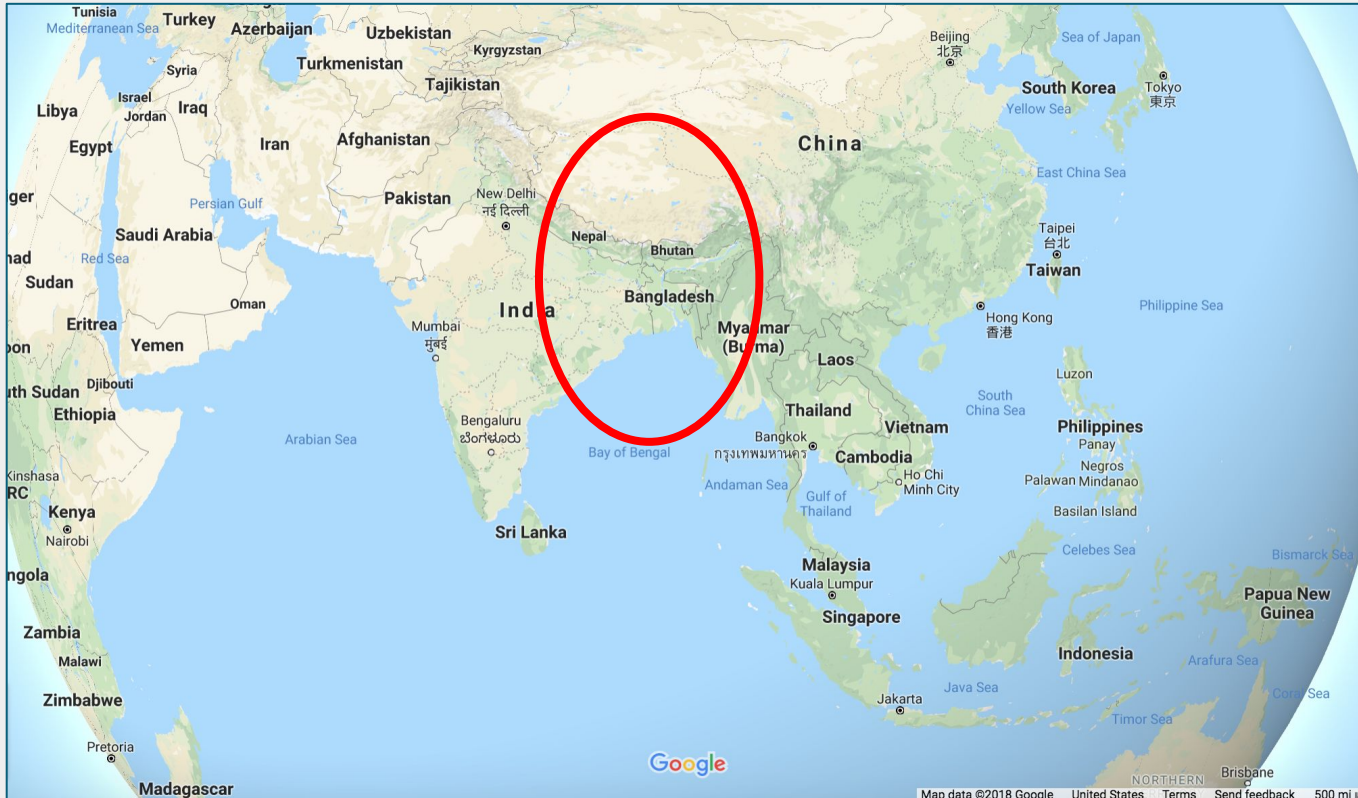 Tunisia
Mediterranean Sea
Turkey
Azerbaijan
Uzbekistan
Kyrgyzstan
Beijing
北京
Sea of Japan
Syria
Turkmenistan
Tajikistan
South Korea
Tokyo
東京
Libya
Israel
Iraq
Jordan
Yellow Sea
Egypt
Iran
Afghanistan
China
East China Sea
Pakistan
New Delhi
नई दिल्ली
ger
Persian Gulf
Saudi Arabia
Nepal
Bhutan
Taipei
台北
Taiwan
had
Red Sea
Sudan
Oman
Bangladesh
India
Philippine Sea
Eritrea
Yemen
Mumbai
मुंबई
Myanmar
(Burma)
Hong Kong
香港
oon
Laos
Luzon
uth Sudan
Djibouti
Ethiopia
Thailand
South
China Sea
Arabian Sea
Bengaluru
ಬೆಂಗಳೂರು
Bay of Bengal
Bangkok
กรุงเทพมหานคร
Vietnam
Cambodia
Philippines
Panay
Kinshasa
RC
Andaman Sea
Ho Chi
Minh City
Negros
Palawan
Mindanao
Gulf of
Thailand
Basilan Island
Kenya
Nairobi
Sri Lanka
Celebes Sea
Bismarck Sea
ngola
Malaysia
Kuala Lumpur
Singapore
Papua New
Guinea
Zambia
Malawi
Indonesia
Arafura Sea
Zimbabwe
Jakarta
Java Sea
Coral Sea
Timor Sea
Pretoria
Google
NORTHERN
Brisbane
Madagascar
Map data ©2018 Google United States Terms Send feedback 500 mi